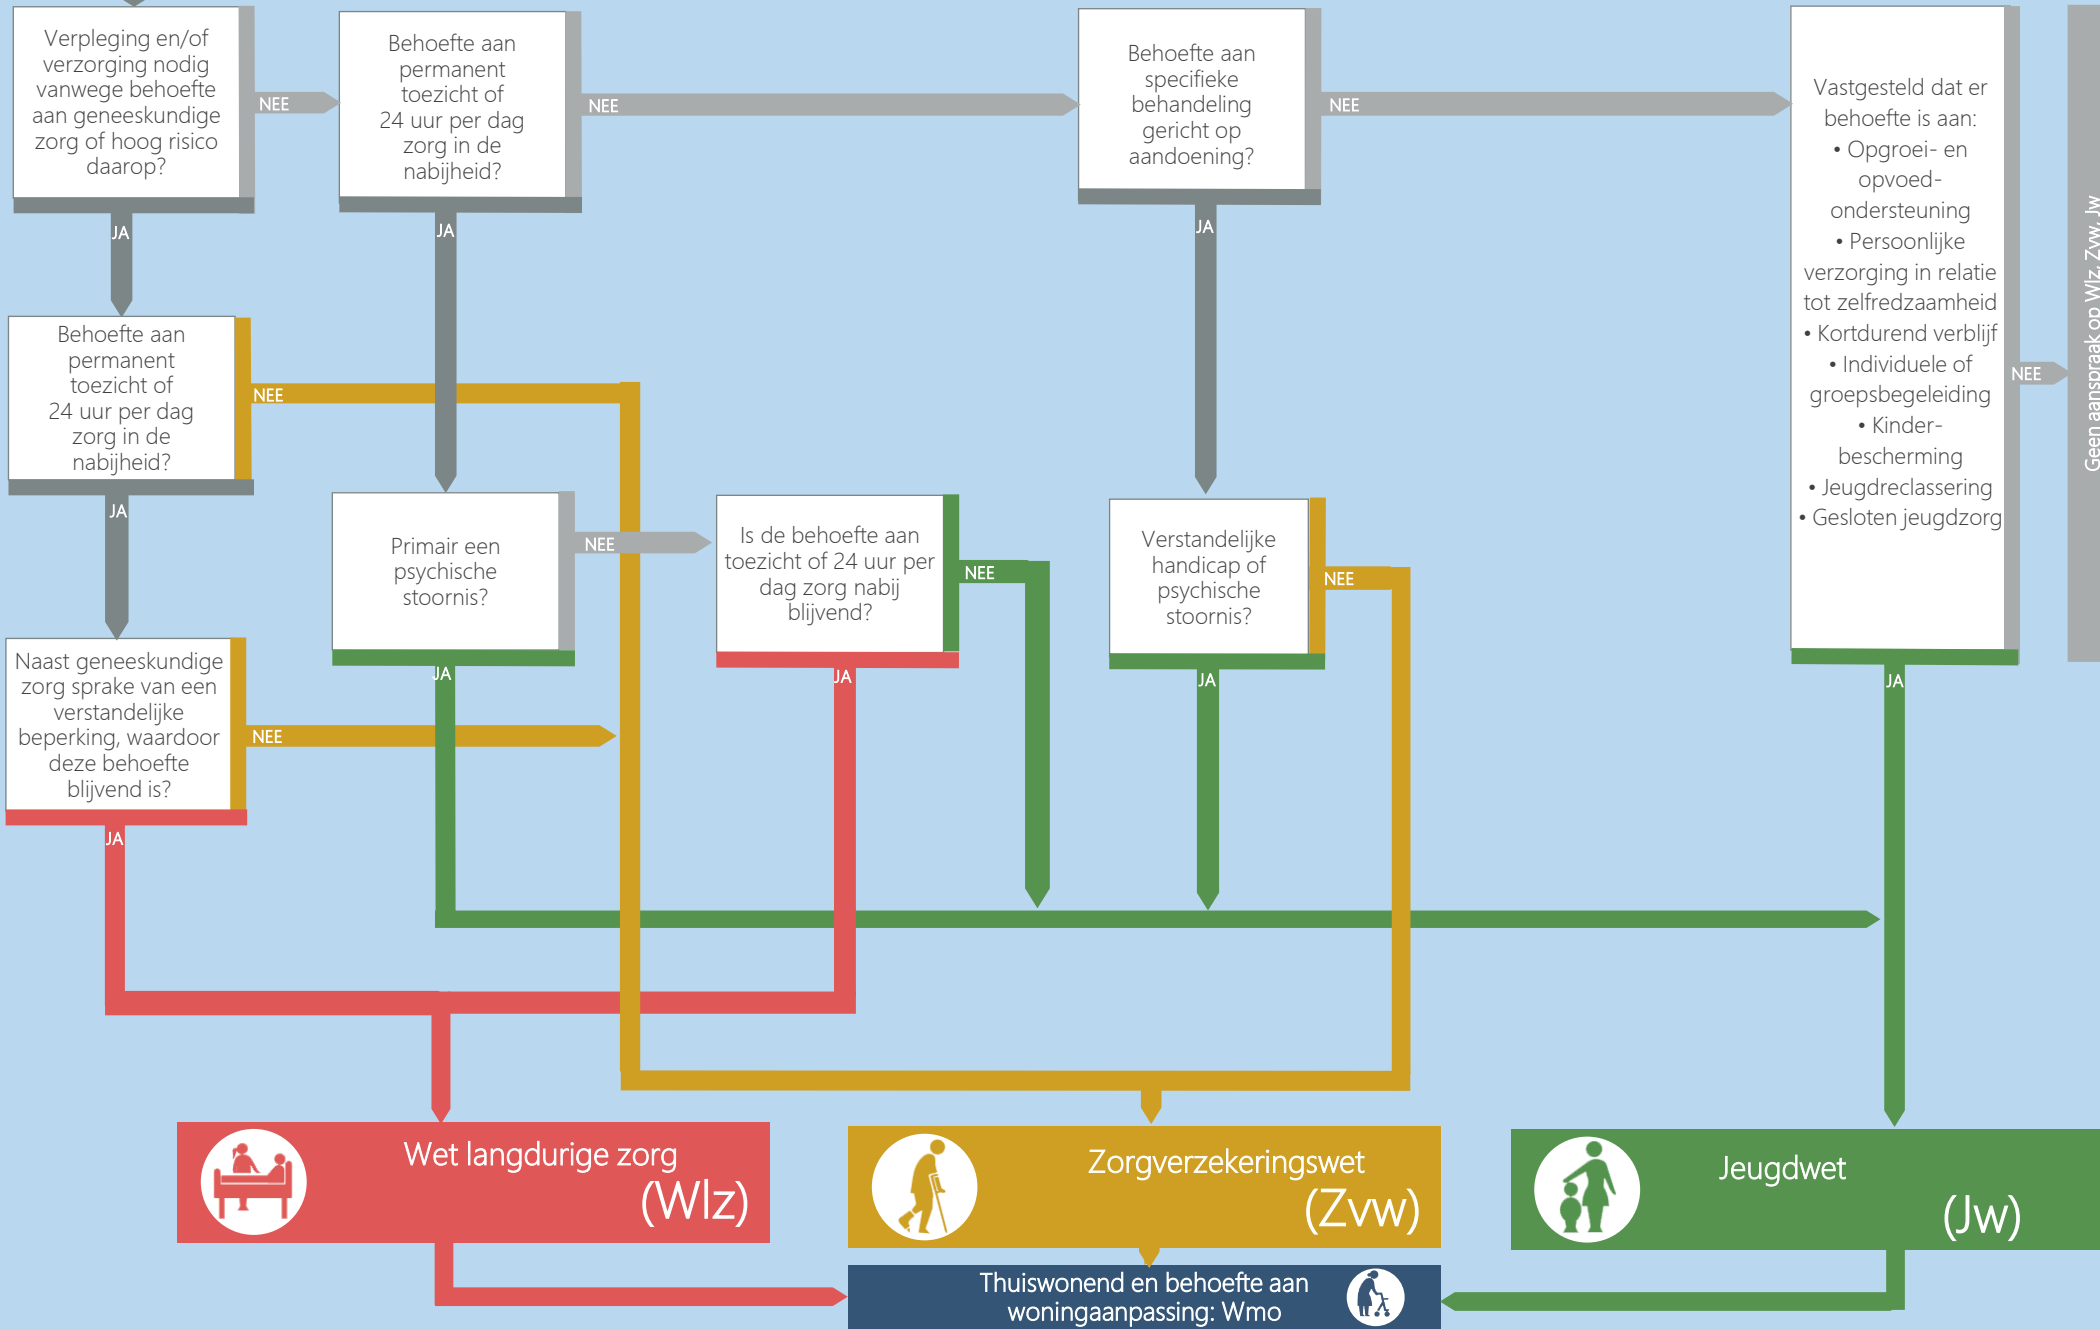 Verpleging en/of
verzorging nodig
vanwege behoefte
aan geneeskundige
zorg of hoog risico
daarop?
NEE
JA
Behoefte aan
permanent
toezicht of
24 uur per dag
zorg in de
nabijheid?
NEE
JA
Behoefte aan
specifieke
behandeling
gericht op
aandoening?
NEE
JA
Vastgesteld dat er
behoefte is aan:
• Opgroei- en
opvoed-
ondersteuning
• Persoonlijke
verzorging in relatie
tot zelfredzaamheid
• Kortdurend verblijf
• Individuele of
groepsbegeleiding
• Kinder-
bescherming
• Jeugdreclassering
• Gesloten jeugdzorg
NEE
JA
Geen aanspraak op Wlz, Zvw, Jw
Behoefte aan
permanent
toezicht of
24 uur per dag
zorg in de
nabijheid?
NEE
JA
Primair een
psychische
stoornis?
NEE
JA
Is de behoefte aan
toezicht of 24 uur per
dag zorg nabij
blijvend?
NEE
JA
Verstandelijke
handicap of
psychische
stoornis?
NEE
JA
Naast geneeskundige
zorg sprake van een
verstandelijke
beperking, waardoor
deze behoefte
blijvend is?
NEE
JA
Wet langdurige zorg
(Wlz)
Zorgverzekeringswet
(Zvw)
Jeugdwet
(Jw)
Thuiswonend en behoefte aan
woningaanpassing: Wmo